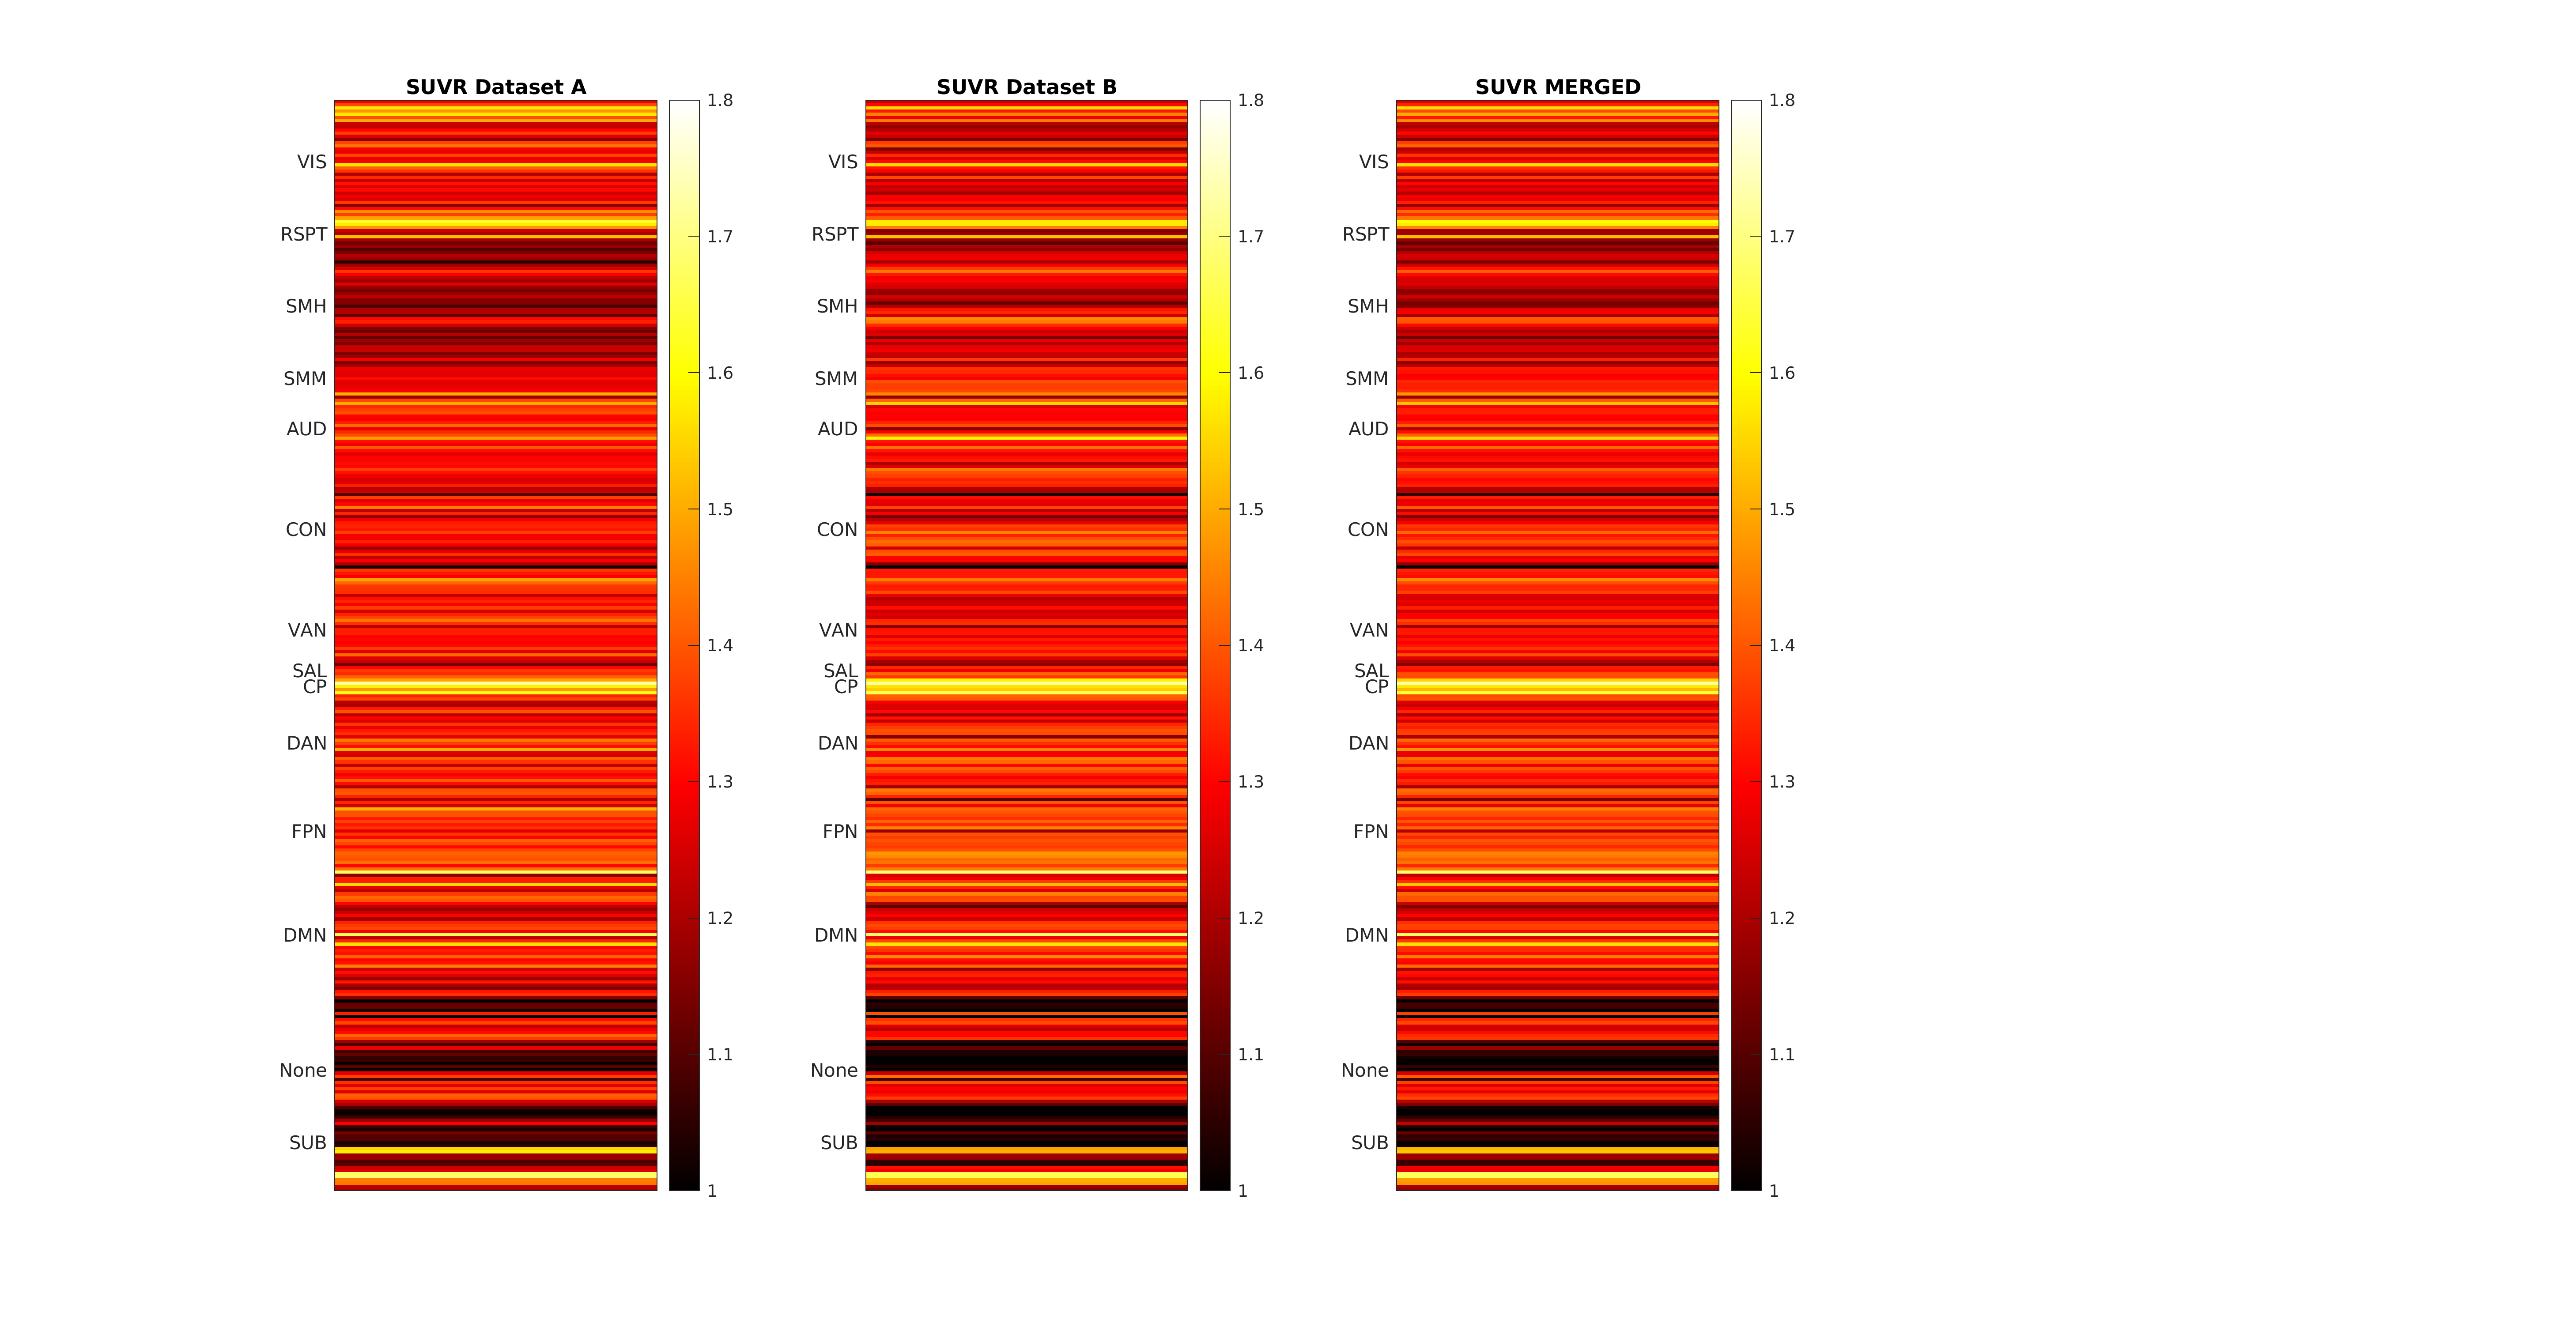 SUVR Dataset A
VIS
RSPT
SMH
SMM
AUD
CON
VAN
SAL
CP
DAN
FPN
DMN
None
SUB
1.8
1.7
1.6
1.5
1.4
1.3
1.2
1.1
1
SUVR Dataset B
VIS
RSPT
SMH
SMM
AUD
CON
VAN
SAL
CP
DAN
FPN
DMN
None
SUB
1.8
1.7
1.6
1.5
1.4
1.3
1.2
1.1
1
SUVR MERGED
VIS
RSPT
SMH
SMM
AUD
CON
VAN
SAL
CP
DAN
FPN
DMN
None
SUB
1.8
1.7
1.6
1.5
1.4
1.3
1.2
1.1
1